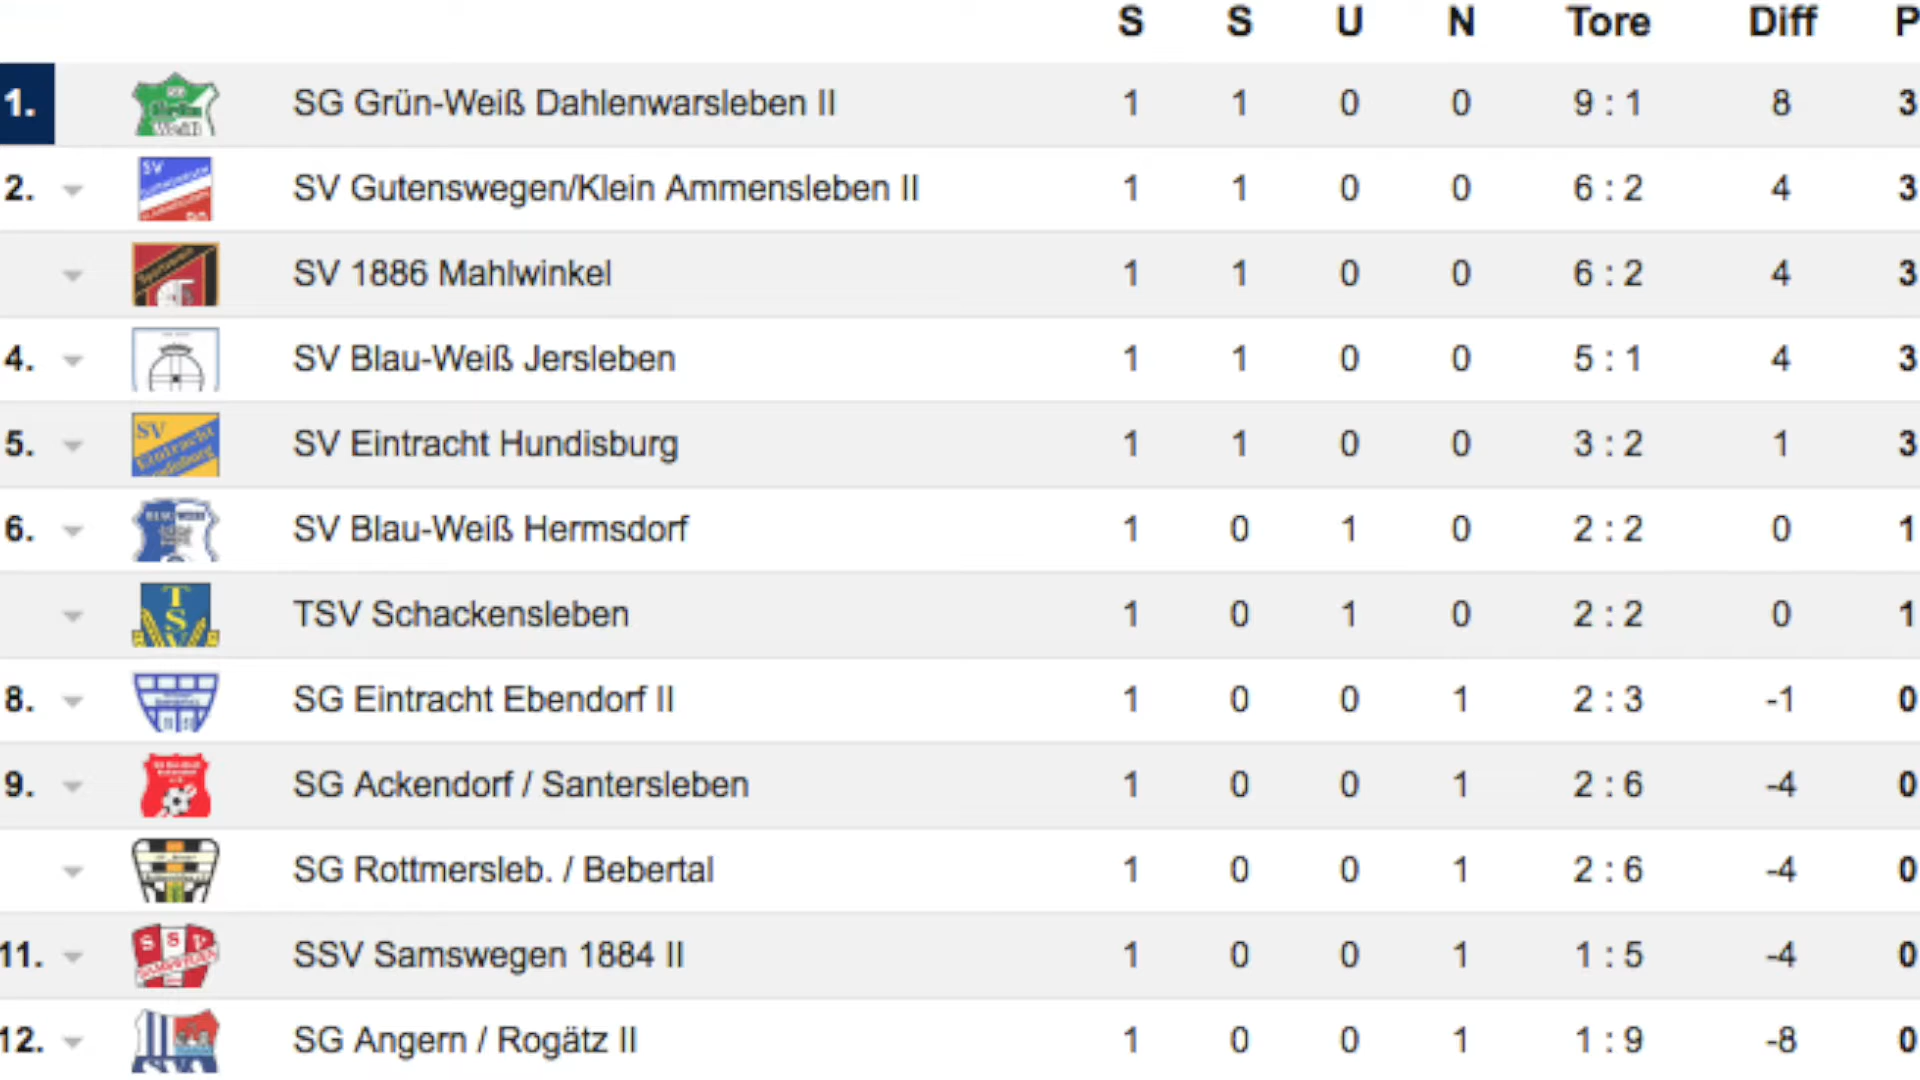 S S U N Tore Diff P
1. SG Grün-Weiß Dahlenwarsleben II 1 1 0 0 9 : 1 8 3
2. SV SV Gutenswegen/Klein Ammensleben II 1 1 0 0 6 : 2 4 3
SV 1886 Mahlwinkel 1 1 0 0 6 : 2 4 3
4. SV Blau-Weiß Jersleben 1 1 0 0 5 : 1 4 3
5. SV Eintracht SV Eintracht Hundisburg 1 1 0 0 3 : 2 1 3
6. SV Blau-Weiß Hermsdorf 1 0 1 0 2 : 2 0 1
TSV TSV Schackensleben 1 0 1 0 2 : 2 0 1
8. SG Eintracht Ebendorf II 1 0 0 1 2 : 3 -1 0
9. SG Ackendorf / Santersleben 1 0 0 1 2 : 6 -4 0
SG Rottmersleb. / Bebertal 1 0 0 1 2 : 6 -4 0
11. SSV SAMSWEGEN SSV Samswegen 1884 II 1 0 0 1 1 : 5 -4 0
12. SG Angern / Rogätz II 1 0 0 1 1 : 9 -8 0